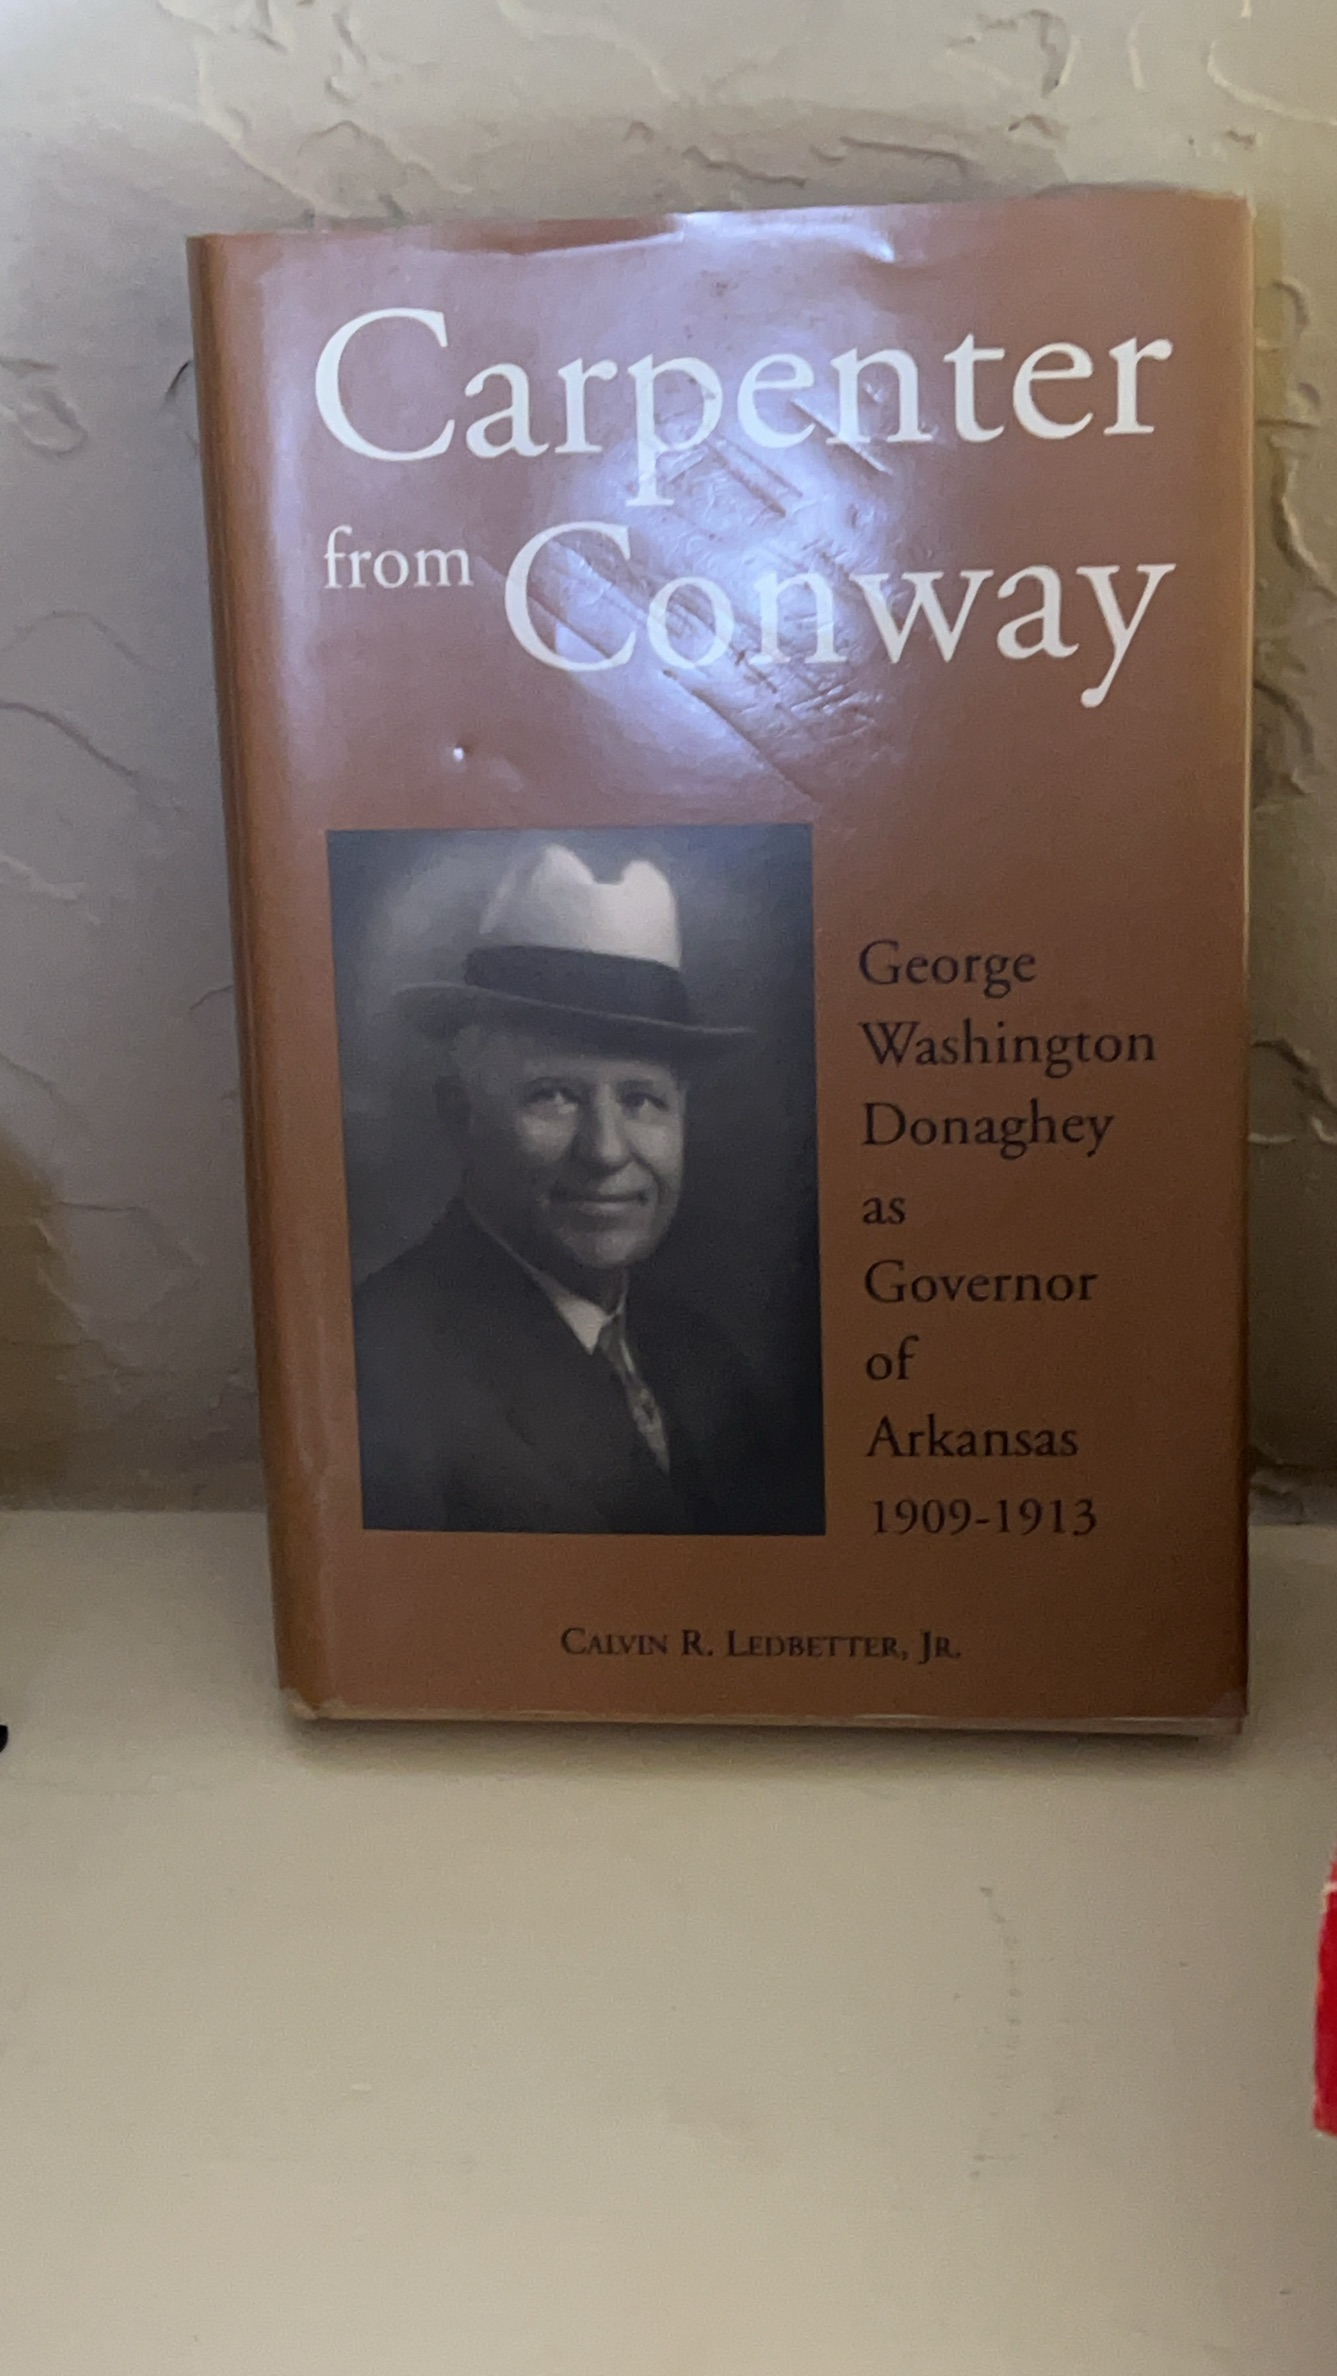 Carpenter
from Conway
George
Washington
Donaghey
as
Governor
of
Arkansas
1909-1913
CALVIN R. LEDBETTER, JR.